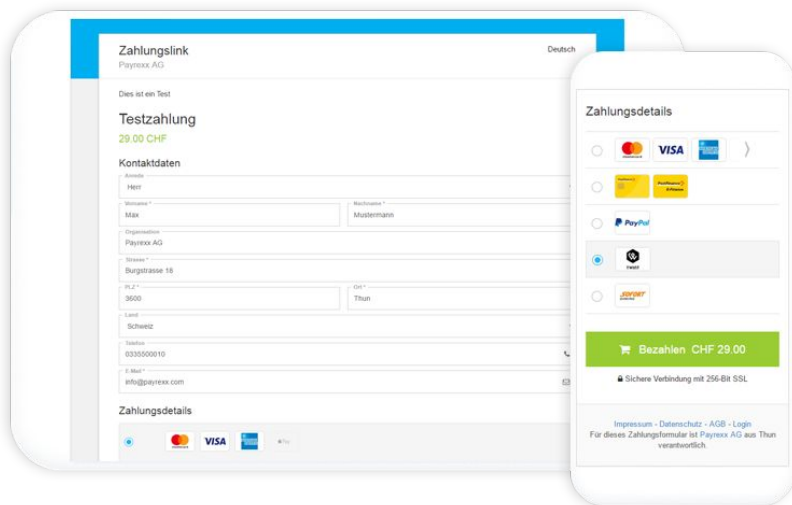 Zahlungslink
Deutsch
Payrexx AG
Dies ist ein Test
Testzahlung
29.00 CHF
Kontaktdaten
Anrede
Herr
Vorname *
Nachname *
Max
Mustermann
Organisation
Payrexx AG
Strasse *
Burgstrasse 18
PLZ *
Ort *
3600
Thun
Land
Schweiz
Telefon
0335500010
E-Mail *
info@payrexx.com
Zahlungsdetails
VISA
Pay
Zahlungsdetails
VISA
PayPal
TWINT
SOFORT
Bezahlen CHF 29.00
Sichere Verbindung mit 256-Bit SSL
Impressum - Datenschutz - AGB - Login
Für dieses Zahlungsformular ist Payrexx AG aus Thun
verantwortlich